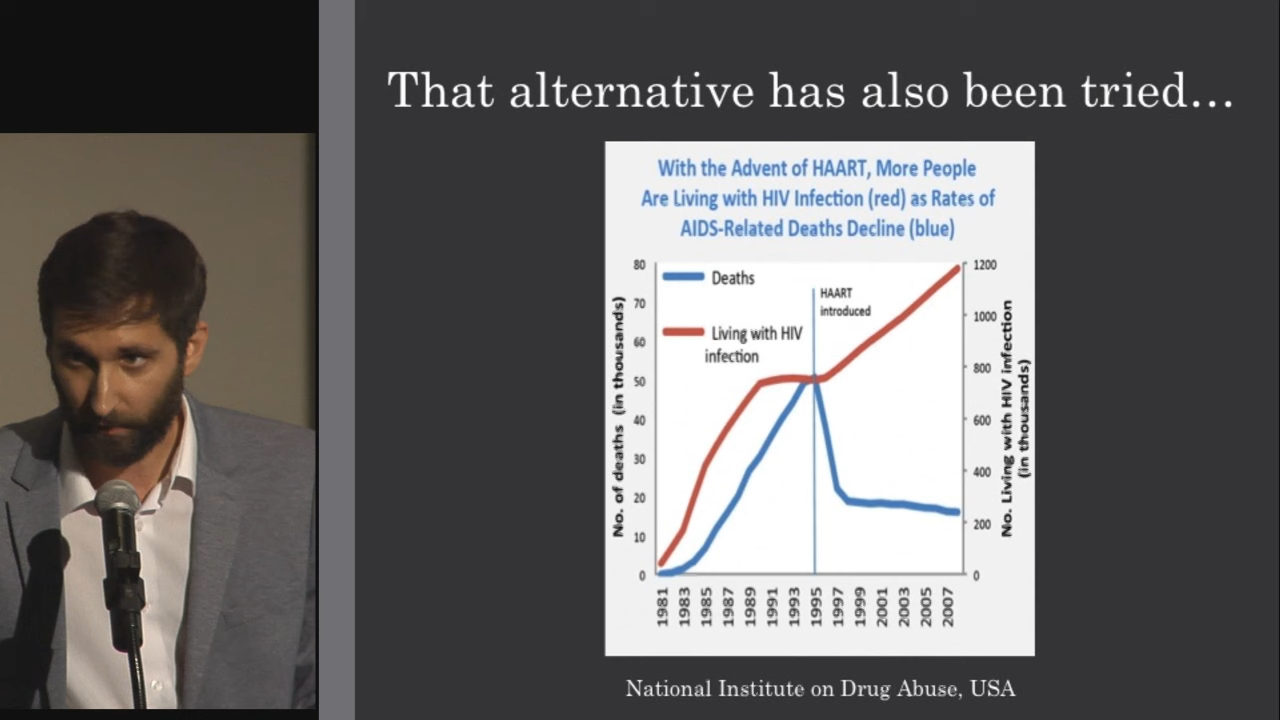 That alternative has also been tried...
With the Advent of HAART, More People
Are Living with HIV Infection (red) as Rates of
AIDS-Related Deaths Decline (blue)
Deaths
Living with HIV
infection
HAART
introduced
No. of deaths (in thousands)
80
70
60
50
40
30
20
10
0
1200
1000
800
600
400
200
0
No. Living with HIV infection
(in thousands)
1981
1983
1985
1987
1989
1991
1993
1995
1997
1999
2001
2003
2005
2007
National Institute on Drug Abuse, USA